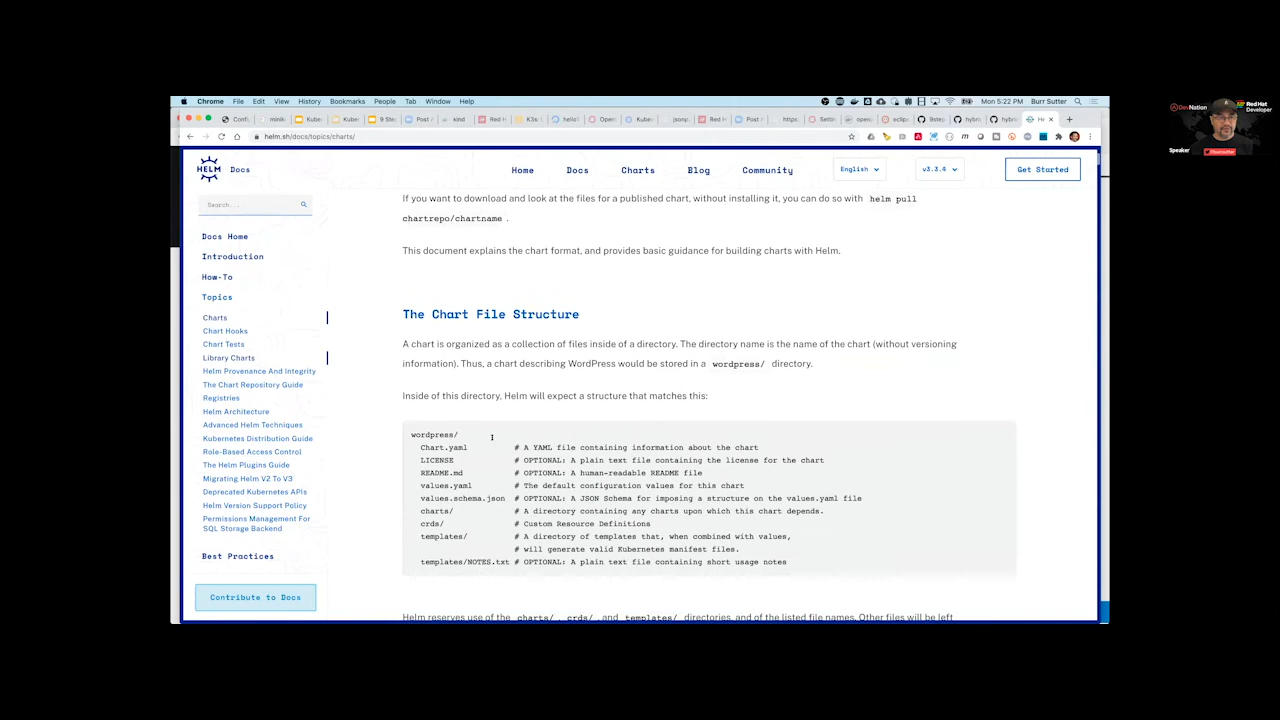 Chrome File Edit View History Bookmarks People Tab Window Help Mon 5:22 PM Burr Sutter
helm.sh/docs/topics/charts/
HELM Docs Home Docs Charts Blog Community English v3.3.4 Get Started
Search...
Docs Home
Introduction
How-To
Topics
Charts
Chart Hooks
Chart Tests
Library Charts
Helm Provenance And Integrity
The Chart Repository Guide
Registries
Helm Architecture
Advanced Helm Techniques
Kubernetes Distribution Guide
Role-Based Access Control
The Helm Plugins Guide
Migrating Helm V2 To V3
Deprecated Kubernetes APIs
Helm Version Support Policy
Permissions Management For
SQL Storage Backend
Best Practices
Contribute to Docs
If you want to download and look at the files for a published chart, without installing it, you can do so with helm pull
chartrepo/chartname .
This document explains the chart format, and provides basic guidance for building charts with Helm.
The Chart File Structure
A chart is organized as a collection of files inside of a directory. The directory name is the name of the chart (without versioning
information). Thus, a chart describing WordPress would be stored in a wordpress/ directory.
Inside of this directory, Helm will expect a structure that matches this:
wordpress/
Chart.yaml # A YAML file containing information about the chart
LICENSE # OPTIONAL: A plain text file containing the license for the chart
README.md # OPTIONAL: A human-readable README file
values.yaml # The default configuration values for this chart
values.schema.json # OPTIONAL: A JSON Schema for imposing a structure on the values.yaml file
charts/ # A directory containing any charts upon which this chart depends.
crds/ # Custom Resource Definitions
templates/ # A directory of templates that, when combined with values,
# will generate valid Kubernetes manifest files.
templates/NOTES.txt # OPTIONAL: A plain text file containing short usage notes
Helm reserves use of the charts/ , crds/ , and templates/ directories, and of the listed file names. Other files will be left
DevNation
Red Hat
Developer
Speaker